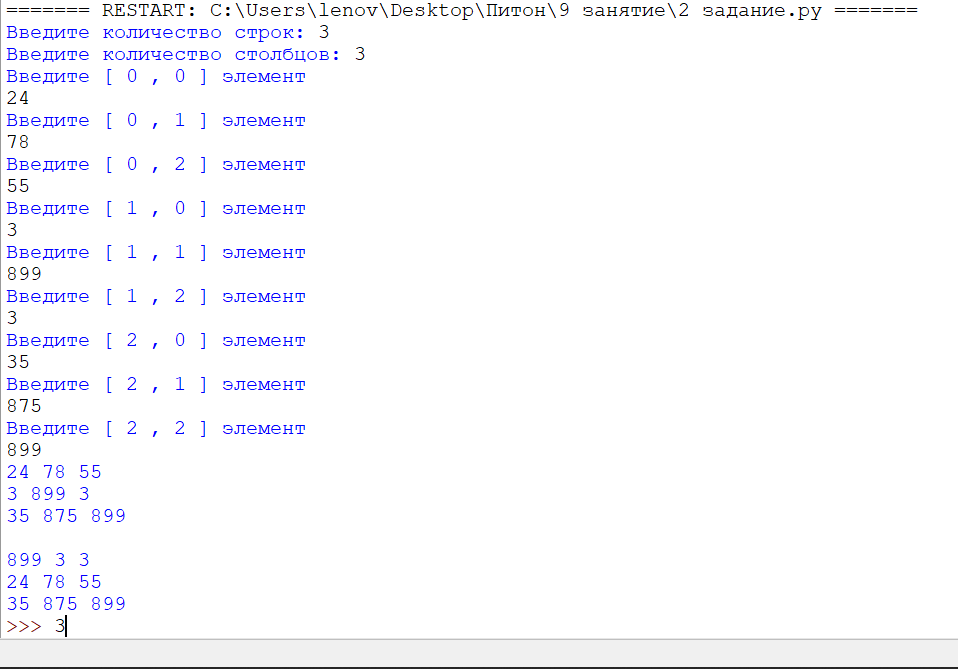 ======= RESTART: C:\Users\lenov\Desktop\Питон\9 занятие\2 задание.py =======
Введите количество строк: 3
Введите количество столбцов: 3
Введите [ 0 , 0 ] элемент
24
Введите [ 0 , 1 ] элемент
78
Введите [ 0 , 2 ] элемент
55
Введите [ 1 , 0 ] элемент
3
Введите [ 1 , 1 ] элемент
899
Введите [ 1 , 2 ] элемент
3
Введите [ 2 , 0 ] элемент
35
Введите [ 2 , 1 ] элемент
875
Введите [ 2 , 2 ] элемент
899
24 78 55
3 899 3
35 875 899

899 3 3
24 78 55
35 875 899
>>> 3